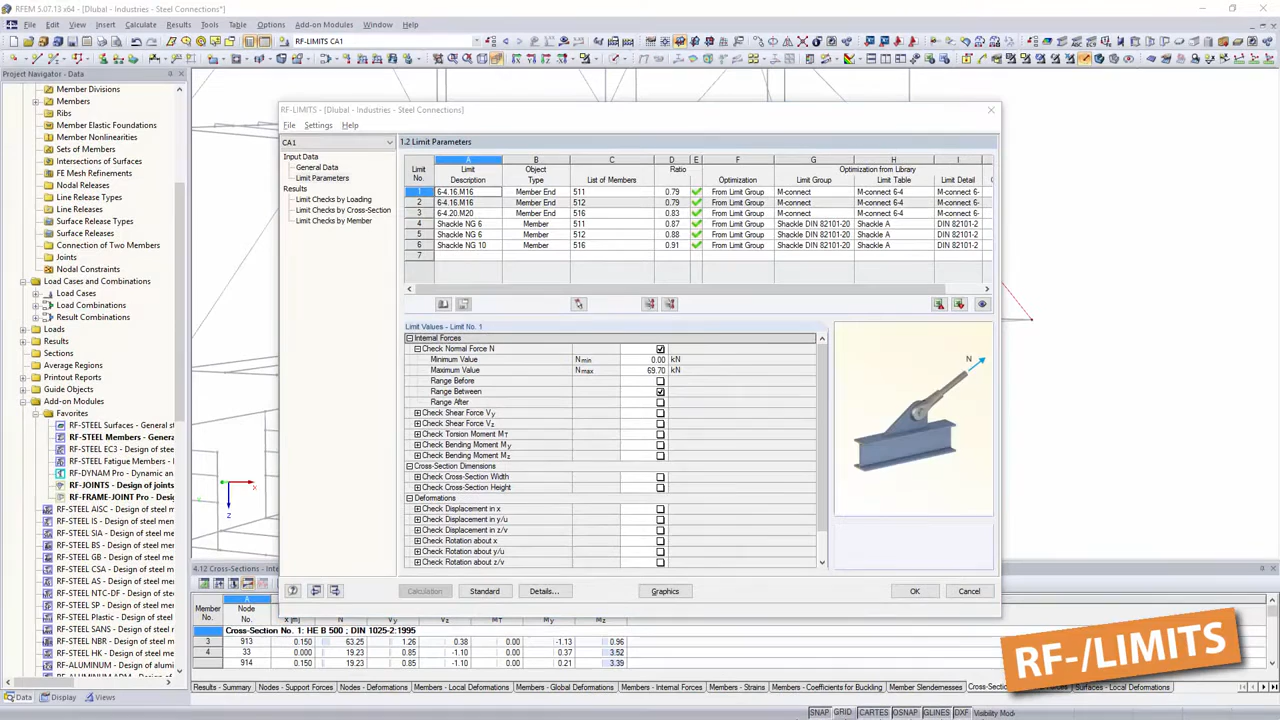 RFEM 5.07.13 x64 - [Dlubal - Industries - Steel Connections*]
File Edit View Insert Calculate Results Tools Table Options Add-on Modules Window Help
RF-LIMITS CA1
Project Navigator - Data
Member Divisions
Members
Ribs
Member Elastic Foundations
Member Nonlinearities
Sets of Members
Intersections of Surfaces
FE Mesh Refinements
Nodal Releases
Line Release Types
Line Releases
Surface Release Types
Surface Releases
Connection of Two Members
Joints
Nodal Constraints
Load Cases and Combinations
Load Cases
Load Combinations
Result Combinations
Loads
Results
Sections
Average Regions
Printout Reports
Guide Objects
Add-on Modules
Favorites
RF-STEEL Surfaces - General st
RF-STEEL Members - Genera
RF-STEEL EC3 - Design of steel
RF-STEEL Fatigue Members - F
RF-DYNAM Pro - Dynamic an
RF-JOINTS - Design of joints
RF-FRAME-JOINT Pro - Desig
RF-STEEL AISC - Design of steel
RF-STEEL IS - Design of steel m
RF-STEEL SIA - Design of steel
RF-STEEL BS - Design of steel m
RF-STEEL GB - Design of steel m
RF-STEEL CSA - Design of steel
RF-STEEL AS - Design of steel m
RF-STEEL NTC-DF - Design of s
RF-STEEL SP - Design of steel m
RF-STEEL Plastic - Design of ste
RF-STEEL SANS - Design of stee
RF-STEEL NBR - Design of steel
RF-STEEL HK - Design of steel m
RF-ALUMINUM - Design of alu
Data Display Views
RF-LIMITS - [Dlubal - Industries - Steel Connections]
File Settings Help
CA1
Input Data
General Data
Limit Parameters
Results
Limit Checks by Loading
Limit Checks by Cross-Section
Limit Checks by Member
1.2 Limit Parameters
A B C D E F G H I
Limit No. Limit Description Object Type List of Members Ratio Optimization Optimization from Library Limit Group Limit Table Limit Detail
1 6-4.16.M16 Member End 511 0.79 From Limit Group M-connect M-connect 6-4 M-connect 6-
2 6-4.16.M16 Member End 512 0.79 From Limit Group M-connect M-connect 6-4 M-connect 6-
3 6-4.20.M20 Member End 516 0.83 From Limit Group M-connect M-connect 6-4 M-connect 6-
4 Shackle NG 6 Member 511 0.87 From Limit Group Shackle DIN 82101-20 Shackle A DIN 82101-2
5 Shackle NG 6 Member 512 0.88 From Limit Group Shackle DIN 82101-20 Shackle A DIN 82101-2
6 Shackle NG 10 Member 516 0.91 From Limit Group Shackle DIN 82101-20 Shackle A DIN 82101-2
7
Limit Values - Limit No. 1
Internal Forces
Check Normal Force N
Minimum Value N min 0.00 kN
Maximum Value N max 69.70 kN
Range Before
Range Between
Range After
Check Shear Force Vy
Check Shear Force Vz
Check Torsion Moment MT
Check Bending Moment My
Check Bending Moment Mz
Cross-Section Dimensions
Check Cross-Section Width
Check Cross-Section Height
Deformations
Check Displacement in x
Check Displacement in y/u
Check Displacement in z/v
Check Rotation about x
Check Rotation about y/u
Check Rotation about z/v
N
Calculation Standard Details... Graphics OK Cancel
X
Z
4.12 Cross-Sections - Inte
A
Member No. Node No. x [m] N Vy Vz MT My Mz
Cross-Section No. 1: HE B 500 ; DIN 1025-2:1995
3 913 0.150 63.25 1.26 0.38 0.00 -1.13 0.96
4 33 0.000 19.23 0.85 -1.10 0.00 0.37 3.52
914 0.150 19.23 0.85 -1.10 0.00 0.21 3.39
Results - Summary Nodes - Support Forces Nodes - Deformations Members - Local Deformations Members - Global Deformations Members - Internal Forces Members - Strains Members - Coefficients for Buckling Member Slendernesses Surfaces - Local Deformations
SNAP GRID CARTES OSNAP GLINES DXF Visibility Mode
RF-/LIMITS